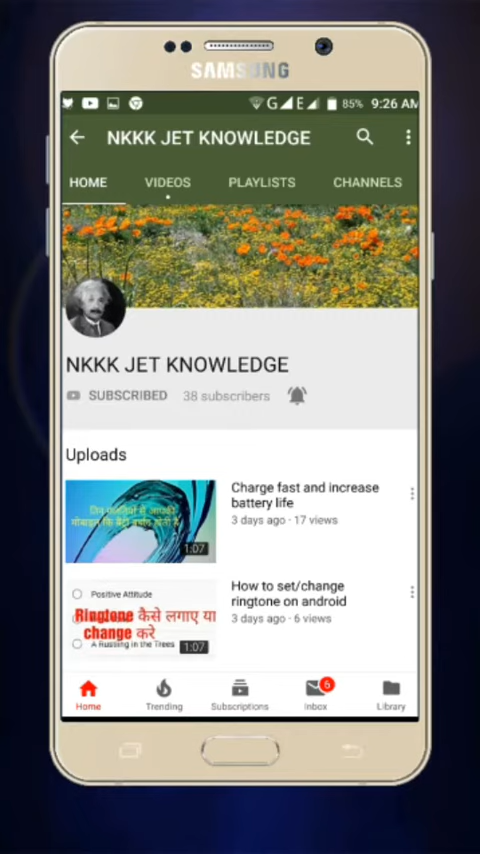 SAMSUNG
G E 85% 9:26 AM
NKKK JET KNOWLEDGE
HOME VIDEOS PLAYLISTS CHANNELS
NKKK JET KNOWLEDGE
SUBSCRIBED 38 subscribers
Uploads
Charge fast and increase
battery life
3 days ago · 17 views
1:07
How to set/change
ringtone on android
3 days ago · 6 views
Positive Attitude
Ringtone कैसे लगाए या
change करे
A Rustling in the Trees 1:07
6
Home Trending Subscriptions Inbox Library